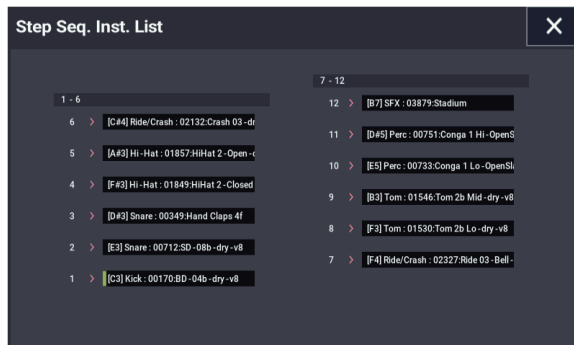 Step Seq. Inst. List
1 - 6
6 [C#4] Ride/Crash : 02132:Crash 03 -dr
5 [A#3] Hi-Hat : 01857:HiHat 2 -Open -
4 [F#3] Hi-Hat : 01849:HiHat 2 -Closed
3 [D#3] Snare : 00349:Hand Claps 4f
2 [E3] Snare : 00712:SD -08b -dry -v8
1 [C3] Kick : 00170:BD -04b -dry -v8
7 - 12
12 [B7] SFX : 03879:Stadium
11 [D#5] Perc : 00751:Conga 1 Hi -OpenS
10 [E5] Perc : 00733:Conga 1 Lo -OpenSl
9 [B3] Tom : 01546:Tom 2b Mid -dry -v8
8 [F3] Tom : 01530:Tom 2b Lo -dry -v8
7 [F4] Ride/Crash : 02327:Ride 03 -Bell -